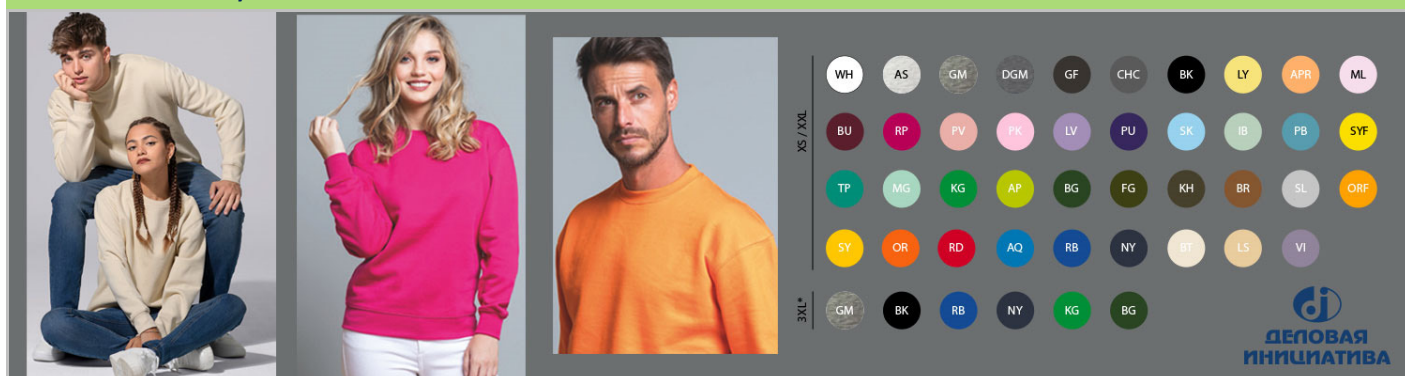 WH AS GM DGM GF CHC BK LY APR ML
XS / XXL
BU RP PV PK LV PU SK IB PB SYF
TP MG KG AP BG FG KH BR SL ORF
SY OR RD AQ RB NY BT LS VI
3XL*
GM BK RB NY KG BG
ДЕЛОВАЯ
ИНИЦИАТИВА